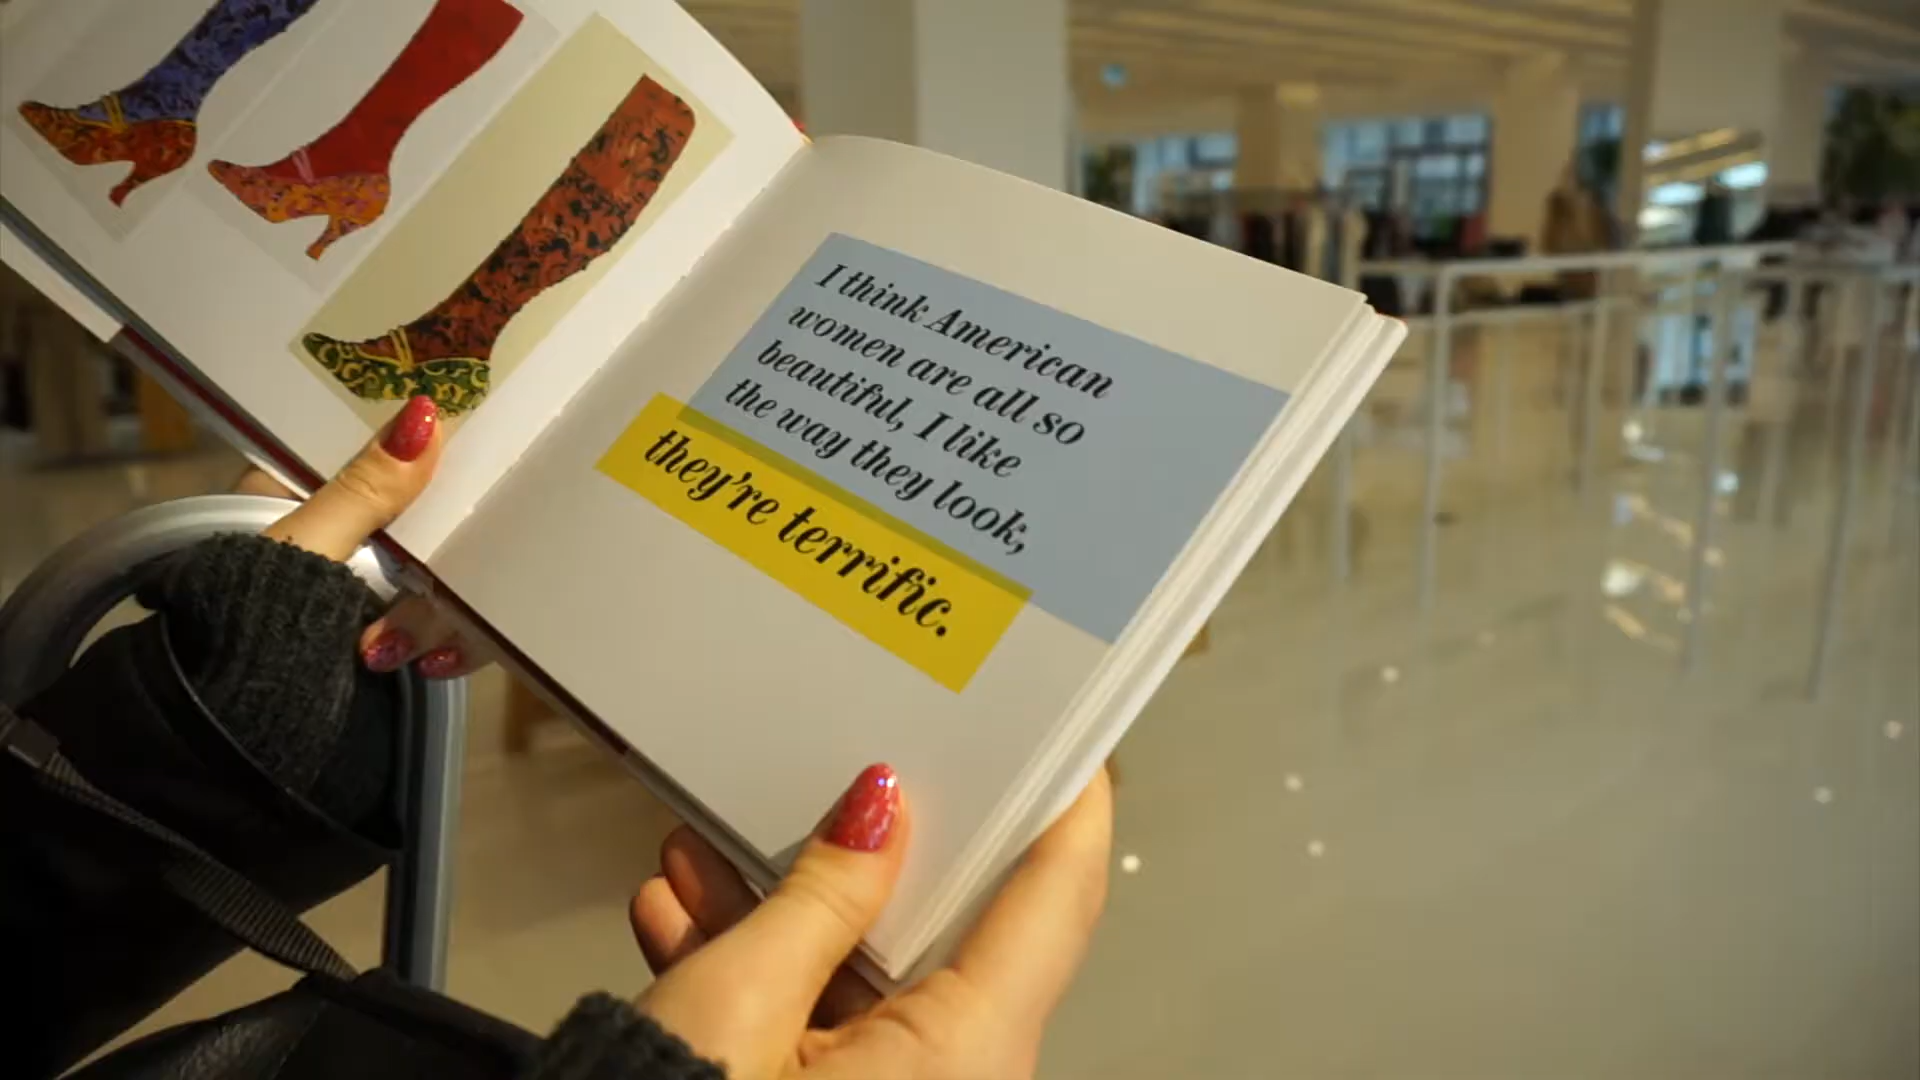 I think American
women are all so
beautiful, I like
the way they look,
they're terrific.